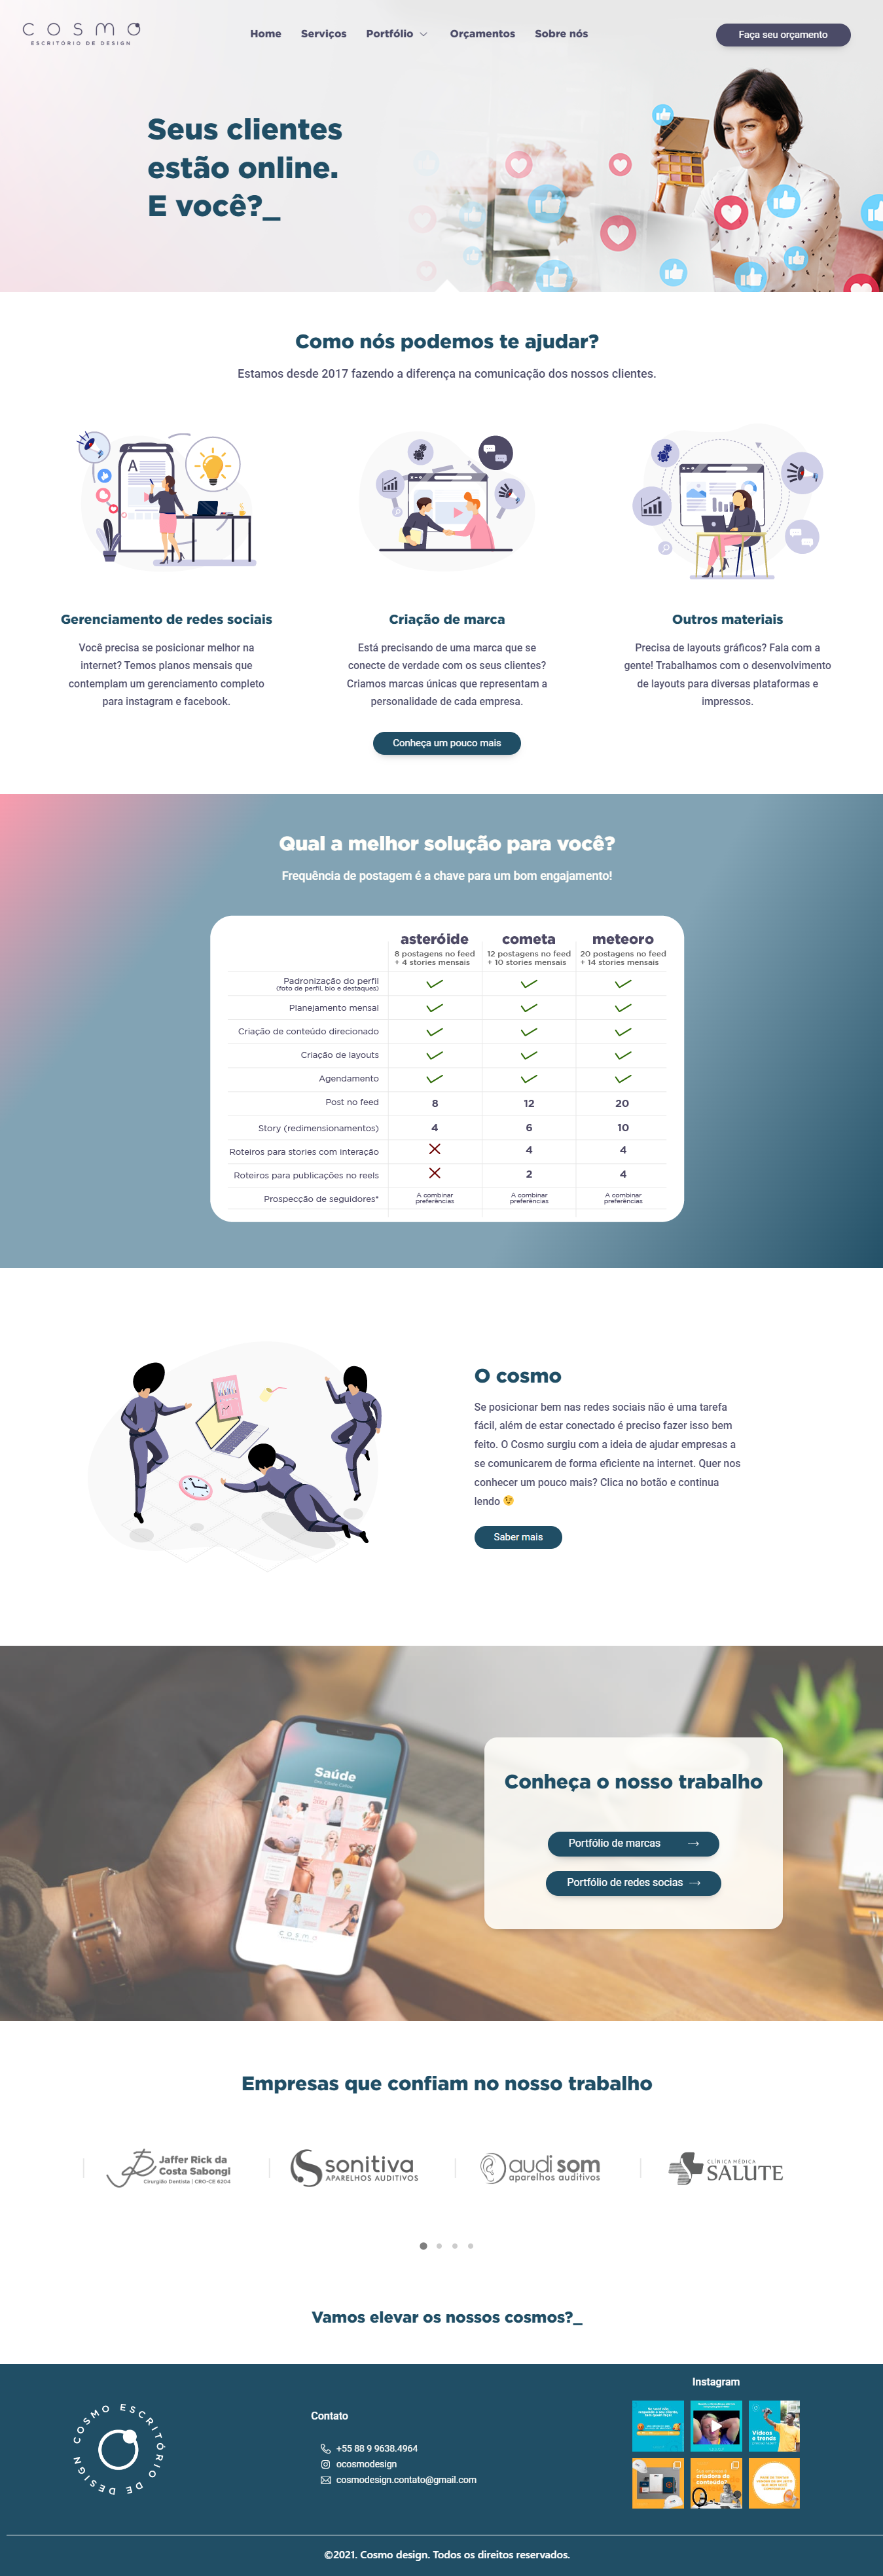 COSMO
ESCRITÓRIO DE DESIGN
Home Serviços Portfólio Orçamentos Sobre nós
Faça seu orçamento
Seus clientes
estão online.
E você?_
Como nós podemos te ajudar?
Estamos desde 2017 fazendo a diferença na comunicação dos nossos clientes.
A
Gerenciamento de redes sociais
Você precisa se posicionar melhor na
internet? Temos planos mensais que
contemplam um gerenciamento completo
para instagram e facebook.
Criação de marca
Está precisando de uma marca que se
conecte de verdade com os seus clientes?
Criamos marcas únicas que representam a
personalidade de cada empresa.
Outros materiais
Precisa de layouts gráficos? Fala com a
gente! Trabalhamos com o desenvolvimento
de layouts para diversas plataformas e
impressos.
Conheça um pouco mais
Qual a melhor solução para você?
Frequência de postagem é a chave para um bom engajamento!
asteróide cometa meteoro
8 postagens no feed 12 postagens no feed 20 postagens no feed
+ 4 stories mensais + 10 stories mensais + 14 stories mensais
Padronização do perfil
(foto de perfil, bio e destaques)
Planejamento mensal
Criação de conteúdo direcionado
Criação de layouts
Agendamento
Post no feed 8 12 20
Story (redimensionamentos) 4 6 10
Roteiros para stories com interação 4 4
Roteiros para publicações no reels 2 4
Prospecção de seguidores* A combinar preferências A combinar preferências A combinar preferências
O cosmo
Se posicionar bem nas redes sociais não é uma tarefa
fácil, além de estar conectado é preciso fazer isso bem
feito. O Cosmo surgiu com a ideia de ajudar empresas a
se comunicarem de forma eficiente na internet. Quer nos
conhecer um pouco mais? Clica no botão e continua
lendo 😉
Saber mais
Saúde
cosmo
Conheça o nosso trabalho
Portfólio de marcas →
Portfólio de redes socias →
Empresas que confiam no nosso trabalho
Jaffer Rick da
Costa Sabongi
Cirurgião Dentista | CRO-CE 6204
sonitiva
APARELHOS AUDITIVOS
audisom
aparelhos auditivos
CLÍNICA MÉDICA
SALUTE
Vamos elevar os nossos cosmos?_
COSMO ESCRITÓRIO DE DESIGN
Contato
+55 88 9 9638.4964
ocosmodesign
cosmodesign.contato@gmail.com
Instagram
Vídeos
e trends
criadora de
conteúdo?
©2021. Cosmo design. Todos os direitos reservados.